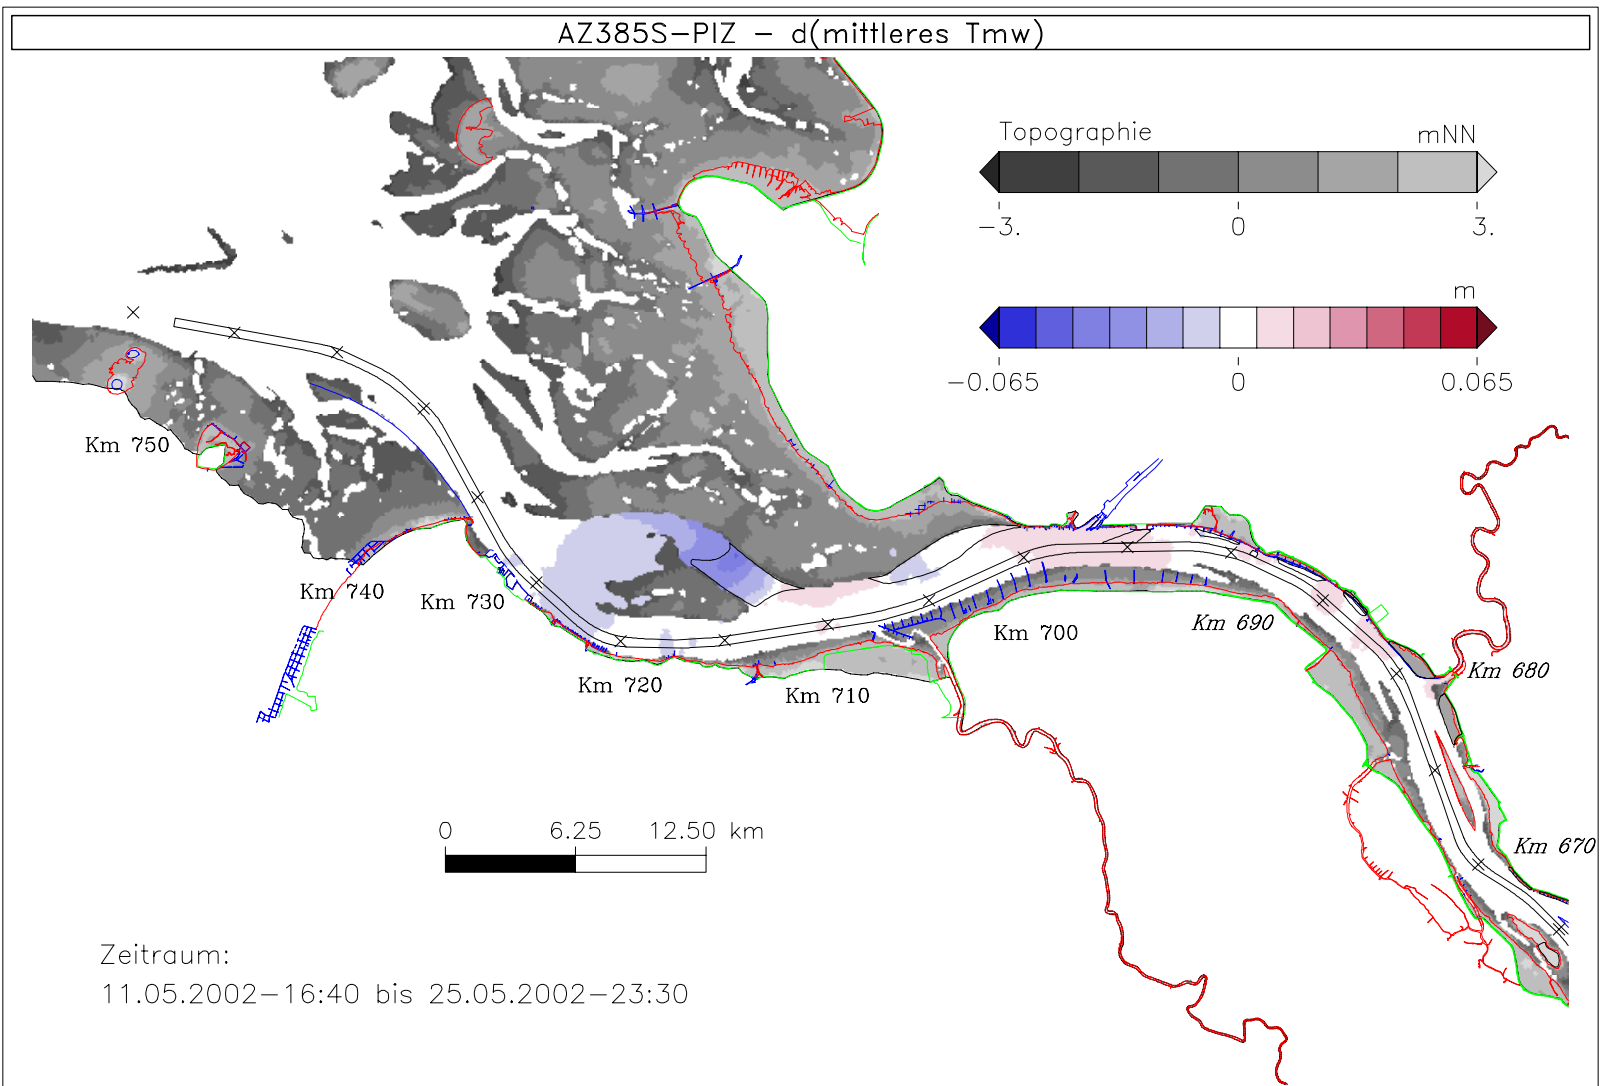 AZ385S-PIZ - d(mittleres Tmw)
Topographie mNN
-3. 0 3.
m
-0.065 0 0.065
Km 750
Km 740
Km 730
Km 720
Km 710
Km 700
Km 690
Km 680
Km 670
0 6.25 12.50 km
Zeitraum:
11.05.2002-16:40 bis 25.05.2002-23:30